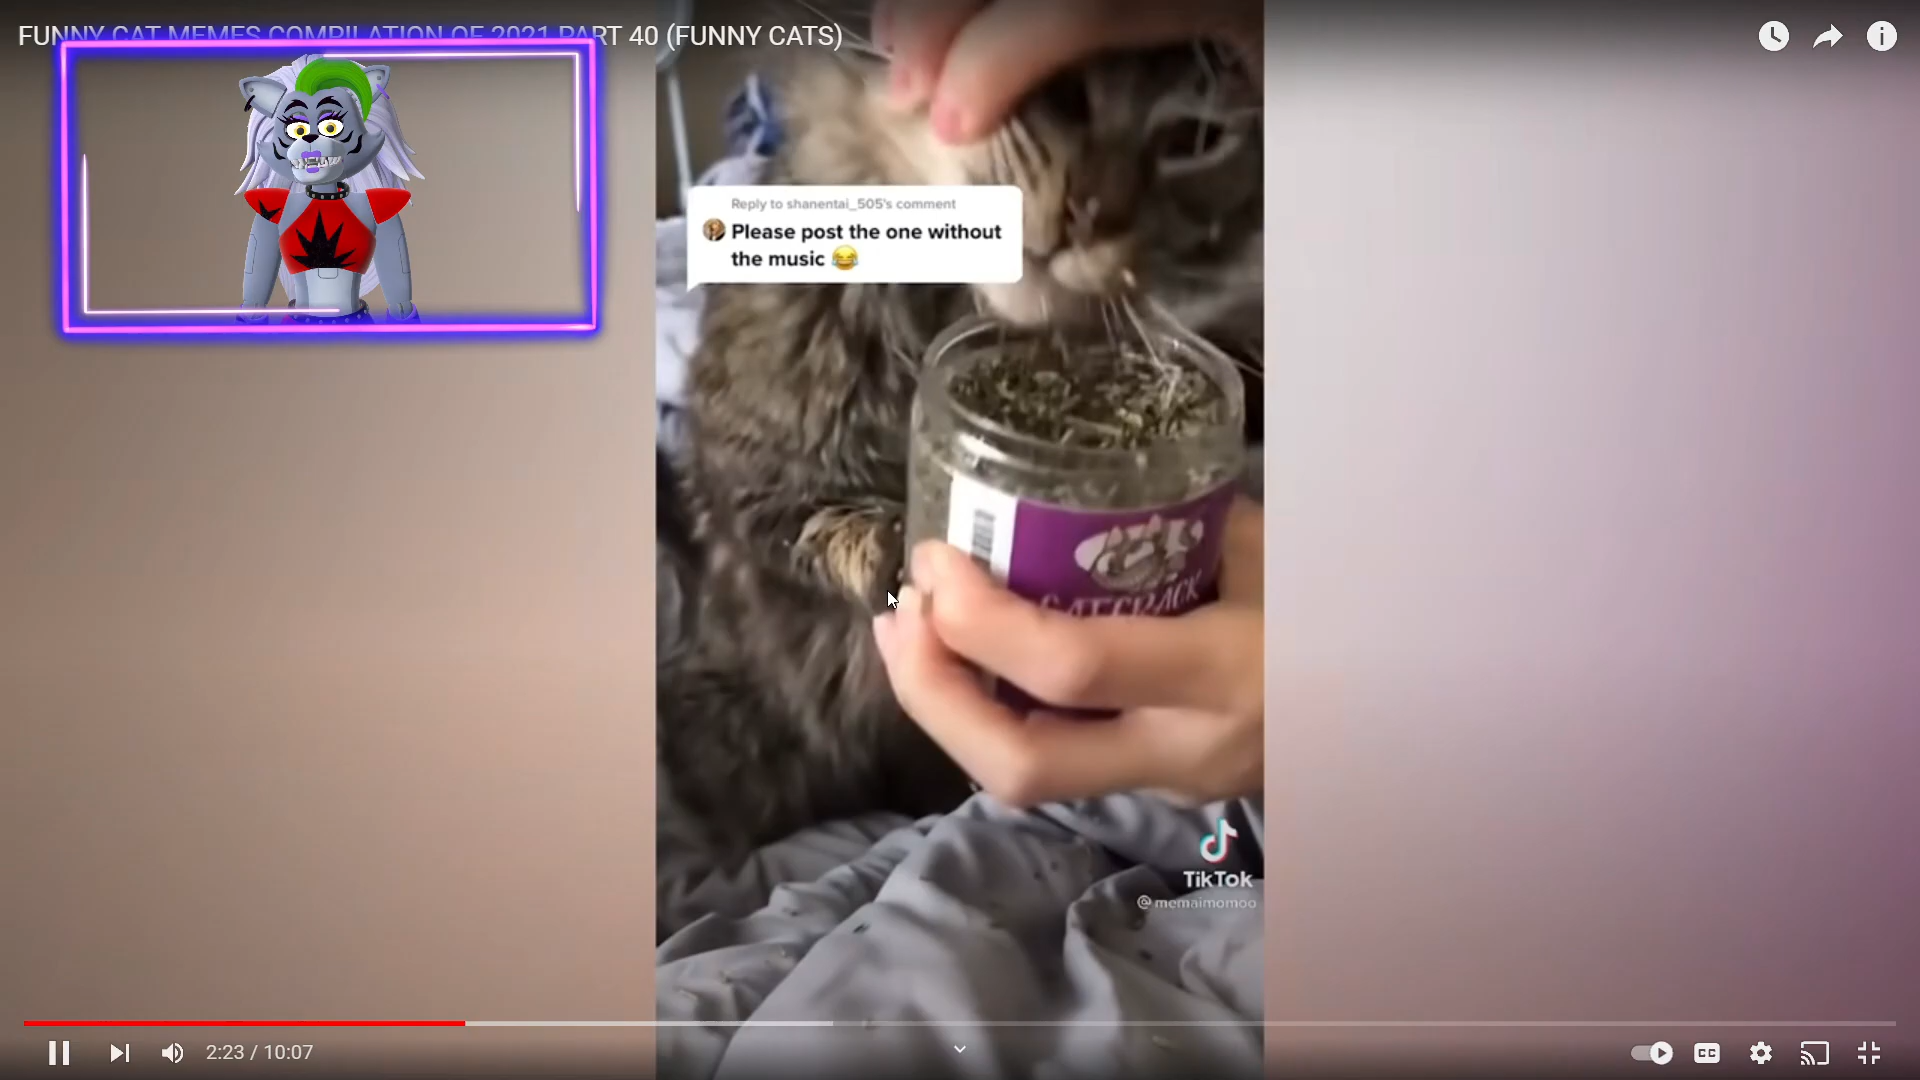 FUNNY CAT MEMES COMPILATION OF 2021 PART 40 (FUNNY CATS)
Reply to shanentai_505's comment
Please post the one without
the music 😂
TikTok
@memaimomoo
2:23 / 10:07
CC